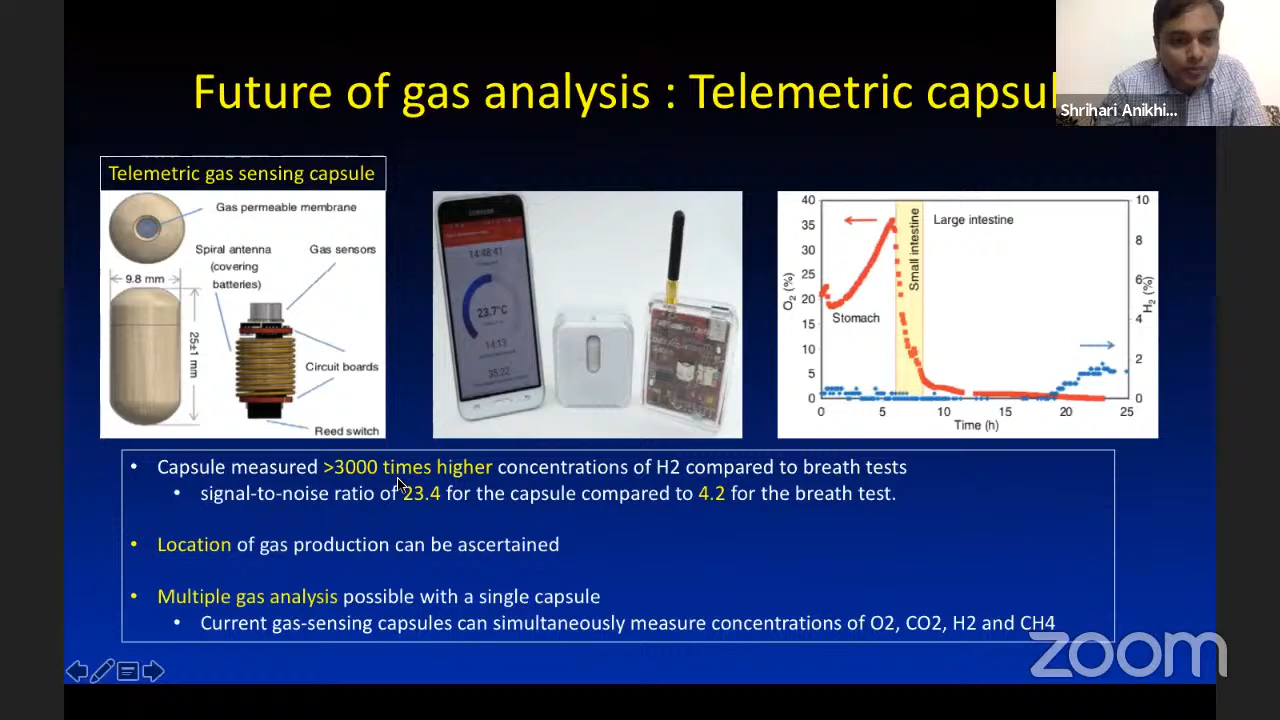 Future of gas analysis : Telemetric capsul
Shrihari Anikhi...
Telemetric gas sensing capsule
Gas permeable membrane
Spiral antenna
(covering
batteries)
Gas sensors
9.8 mm
25±1 mm
Circuit boards
Reed switch
SAMSUNG
14:48:41
23.7°C
14:13
35.22
40
35
30
25
20
15
10
5
0
O₂ (%)
Stomach
Small intestine
Large intestine
10
8
6
4
2
0
H₂ (%)
0 5 10 15 20 25
Time (h)
• Capsule measured >3000 times higher concentrations of H2 compared to breath tests
• signal-to-noise ratio of 23.4 for the capsule compared to 4.2 for the breath test.
• Location of gas production can be ascertained
• Multiple gas analysis possible with a single capsule
• Current gas-sensing capsules can simultaneously measure concentrations of O2, CO2, H2 and CH4
zoom